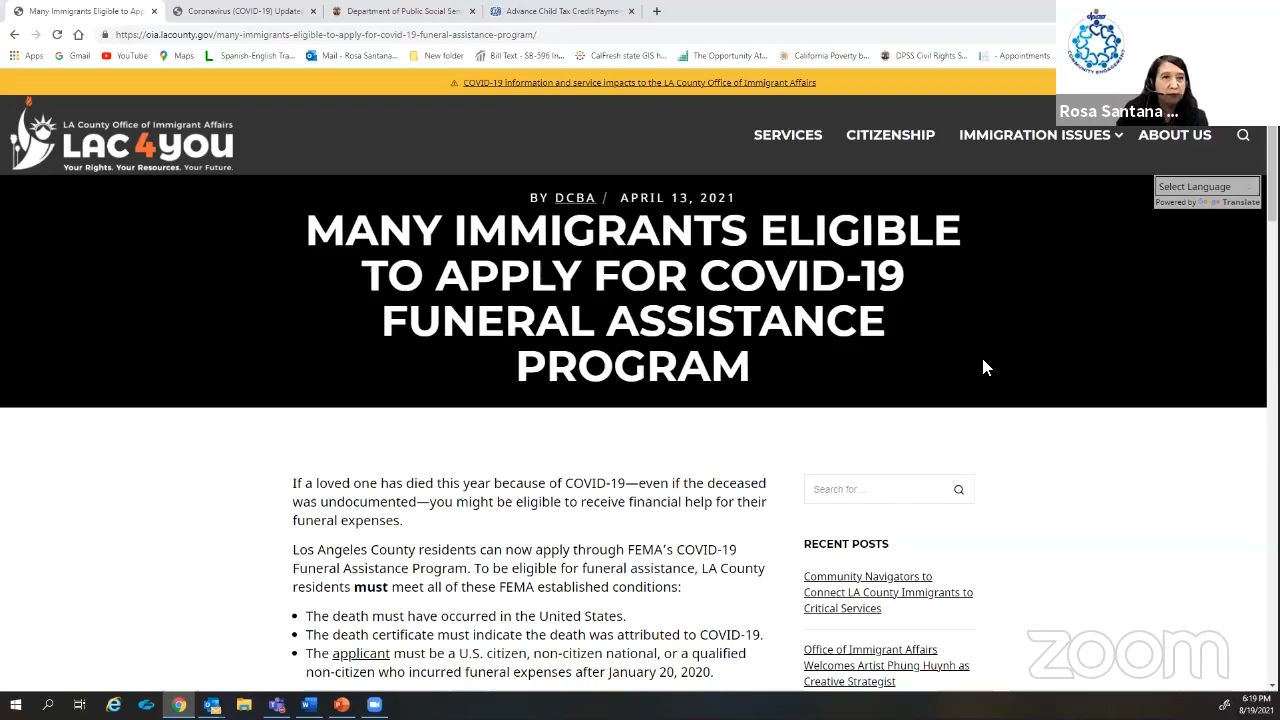 Many Immigrants Eligible to Appl
Coronavirus (COVID-19) Update
Department of Public Social Ser
Advance Child Tax Credit Paymen
https://oia.lacounty.gov/many-immigrants-eligible-to-apply-for-covid-19-funeral-assistance-program/
Apps
Gmail
YouTube
Maps
Spanish-English Tra...
Mail - Rosa Santana...
New folder
Bill Text - SB-596 In...
CalFresh state GIS h...
The Opportunity At...
California Poverty b...
DPSS Civil Rights S...
- Appointments
dpss
COMMUNITY ENGAGEMENT
Rosa Santana ...
COVID-19 information and service impacts to the LA County Office of Immigrant Affairs
LA County Office of Immigrant Affairs
LAC4YOU
Your Rights. Your Resources. Your Future.
SERVICES
CITIZENSHIP
IMMIGRATION ISSUES
ABOUT US
Select Language
Powered by Google Translate
BY DCBA / APRIL 13, 2021
MANY IMMIGRANTS ELIGIBLE
TO APPLY FOR COVID-19
FUNERAL ASSISTANCE
PROGRAM
If a loved one has died this year because of COVID-19—even if the deceased
was undocumented—you might be eligible to receive financial help for their
funeral expenses.
Los Angeles County residents can now apply through FEMA's COVID-19
Funeral Assistance Program. To be eligible for funeral assistance, LA County
residents must meet all of these FEMA established conditions:
• The death must have occurred in the United States.
• The death certificate must indicate the death was attributed to COVID-19.
• The applicant must be a U.S. citizen, non-citizen national, or a qualified
non-citizen who incurred funeral expenses after January 20, 2020.
Search for ...
RECENT POSTS
Community Navigators to
Connect LA County Immigrants to
Critical Services
Office of Immigrant Affairs
Welcomes Artist Phung Huynh as
Creative Strategist
zoom
6:19 PM
8/19/2021